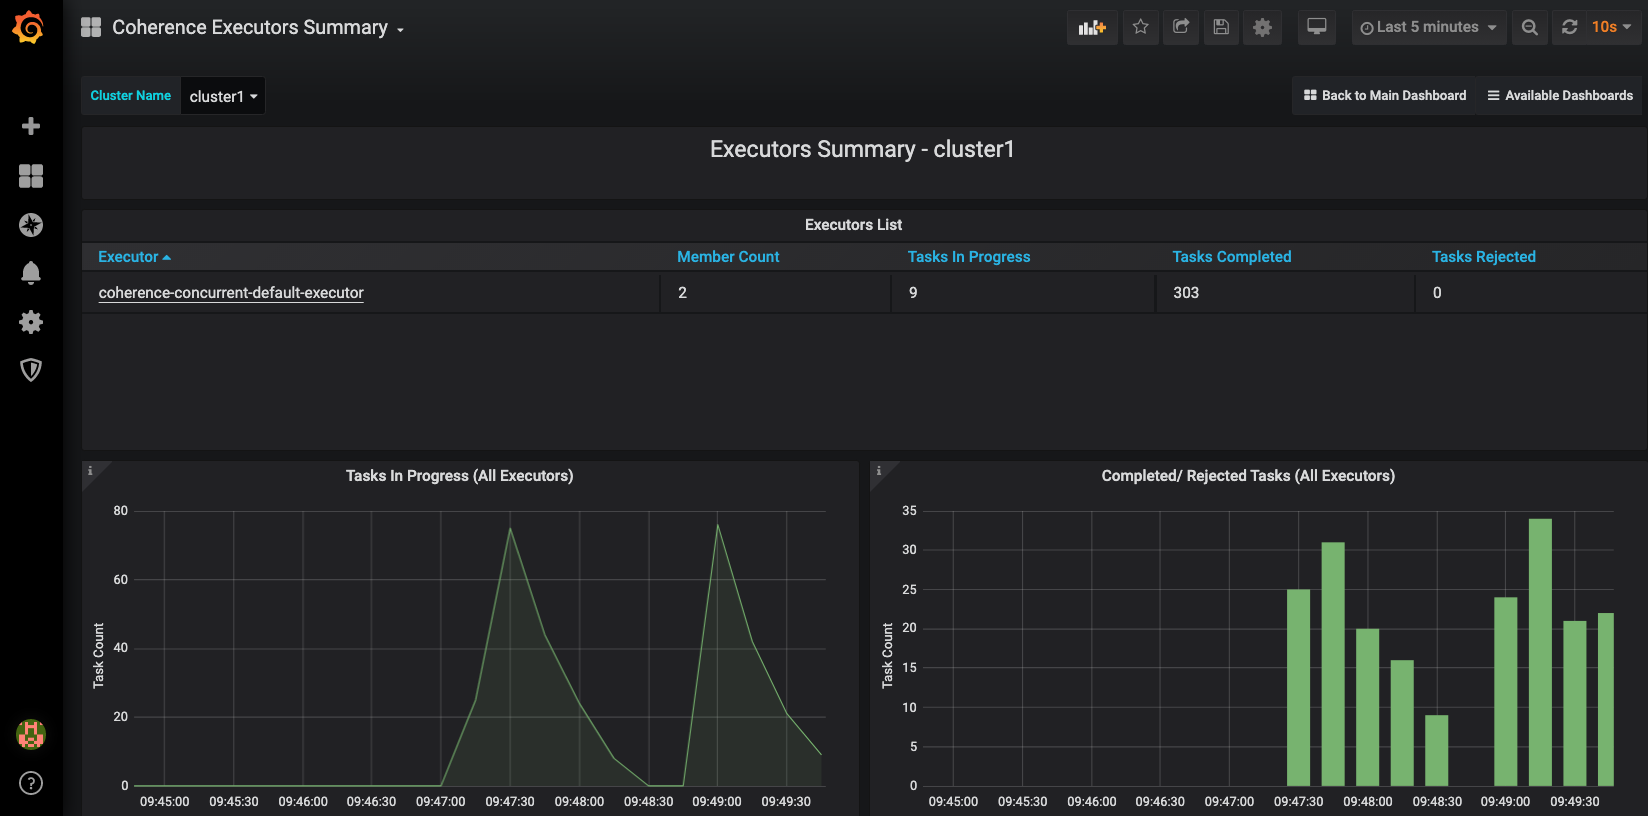 Coherence Executors Summary
Last 5 minutes
10s
Cluster Name
cluster1
Back to Main Dashboard
Available Dashboards
Executors Summary - cluster1
Executors List
Executor Member Count Tasks In Progress Tasks Completed Tasks Rejected
coherence-concurrent-default-executor 2 9 303 0
i
Tasks In Progress (All Executors)
80
60
40
20
0
Task Count
09:45:00 09:45:30 09:46:00 09:46:30 09:47:00 09:47:30 09:48:00 09:48:30 09:49:00 09:49:30
i
Completed/ Rejected Tasks (All Executors)
35
30
25
20
15
10
5
0
Task Count
09:45:00 09:45:30 09:46:00 09:46:30 09:47:00 09:47:30 09:48:00 09:48:30 09:49:00 09:49:30
?